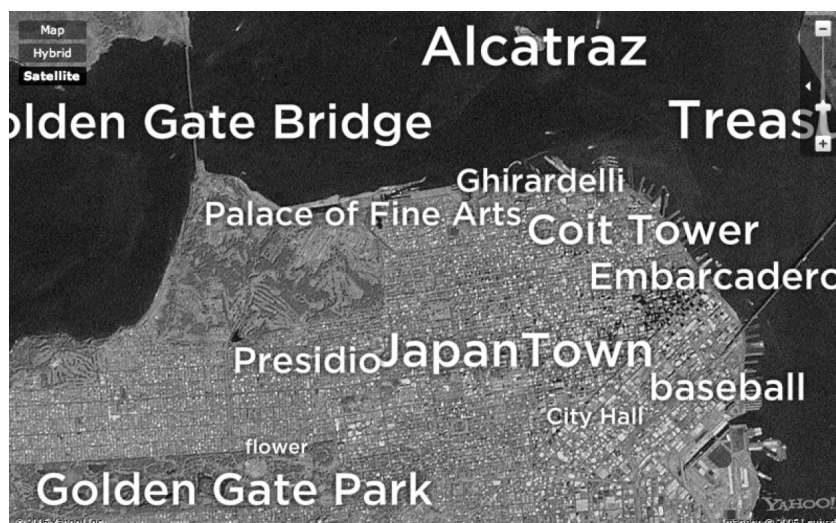 Map
Hybrid
Satellite
Alcatraz
olden Gate Bridge
Treas
Ghirardelli
Palace of Fine Arts
Coit Tower
Embarcadero
JapanTown
Presidio
baseball
City Hall
flower
Golden Gate Park
YAHOO!